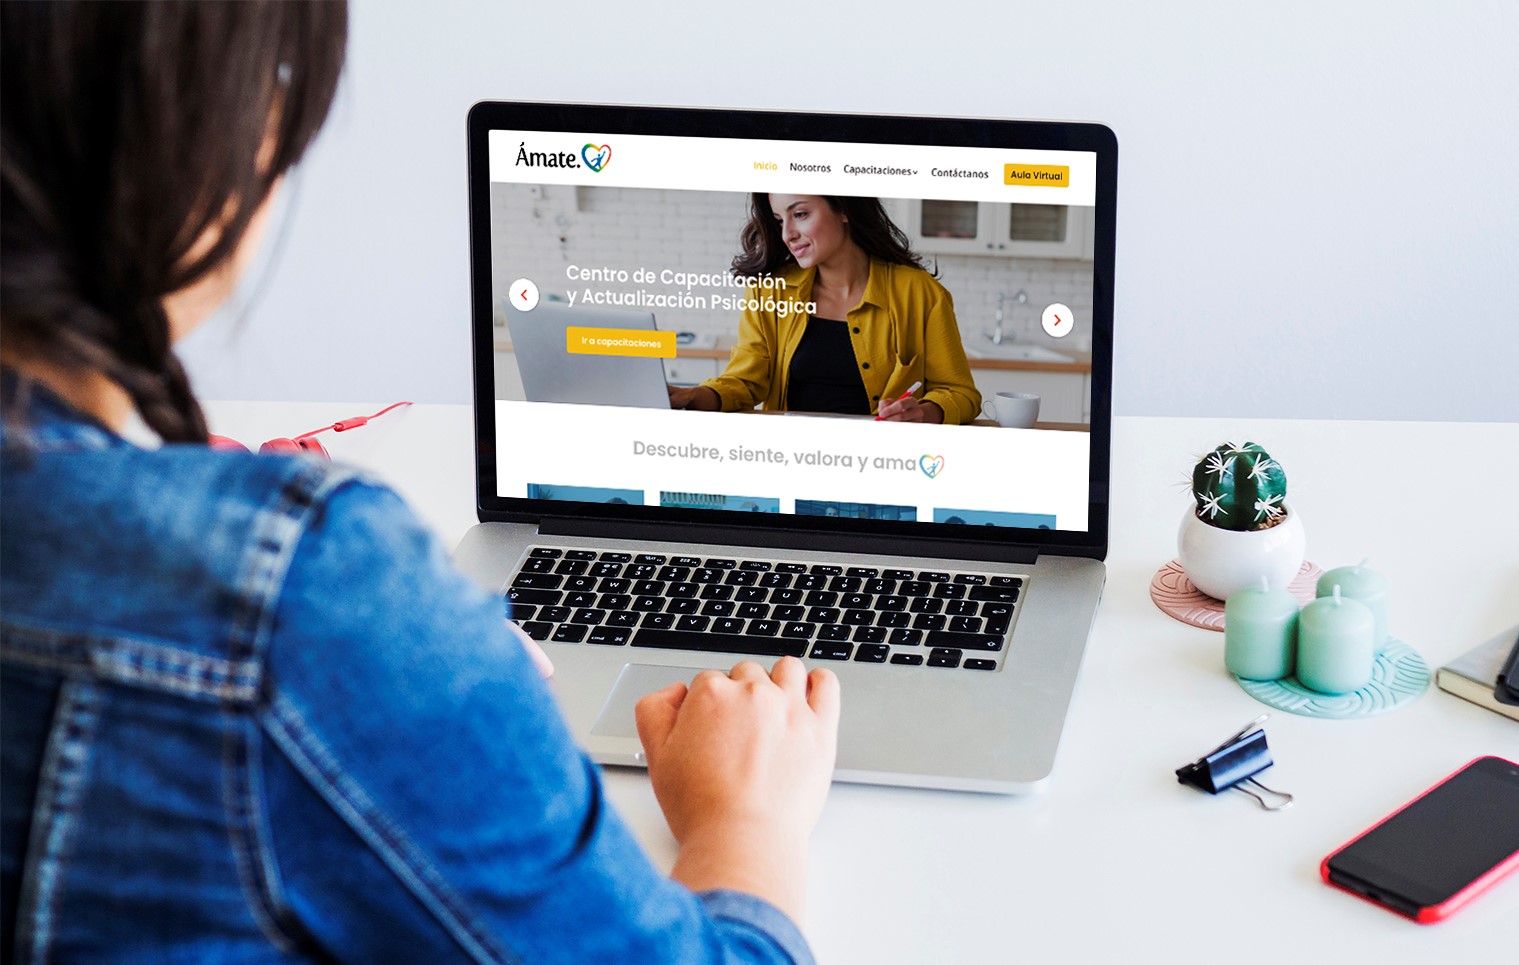 Ámate.
Inicio Nosotros Capacitaciones Contáctanos Aula Virtual
Centro de Capacitación
y Actualización Psicológica
Ir a capacitaciones
Descubre, siente, valora y ama